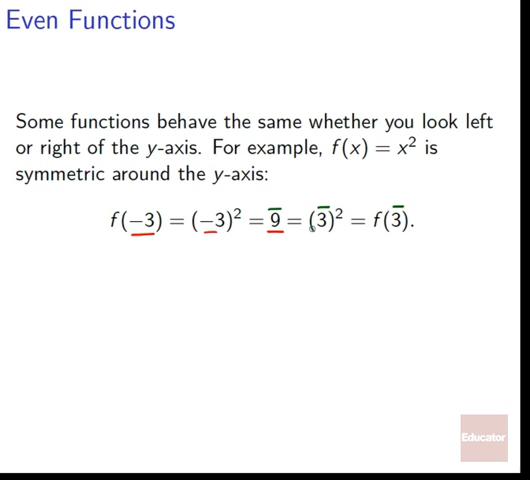 Even Functions
Some functions behave the same whether you look left
or right of the y-axis. For example, f(x) = x² is
symmetric around the y-axis:
f(−3) = (−3)² = 9 = (3)² = f(3).
Educator